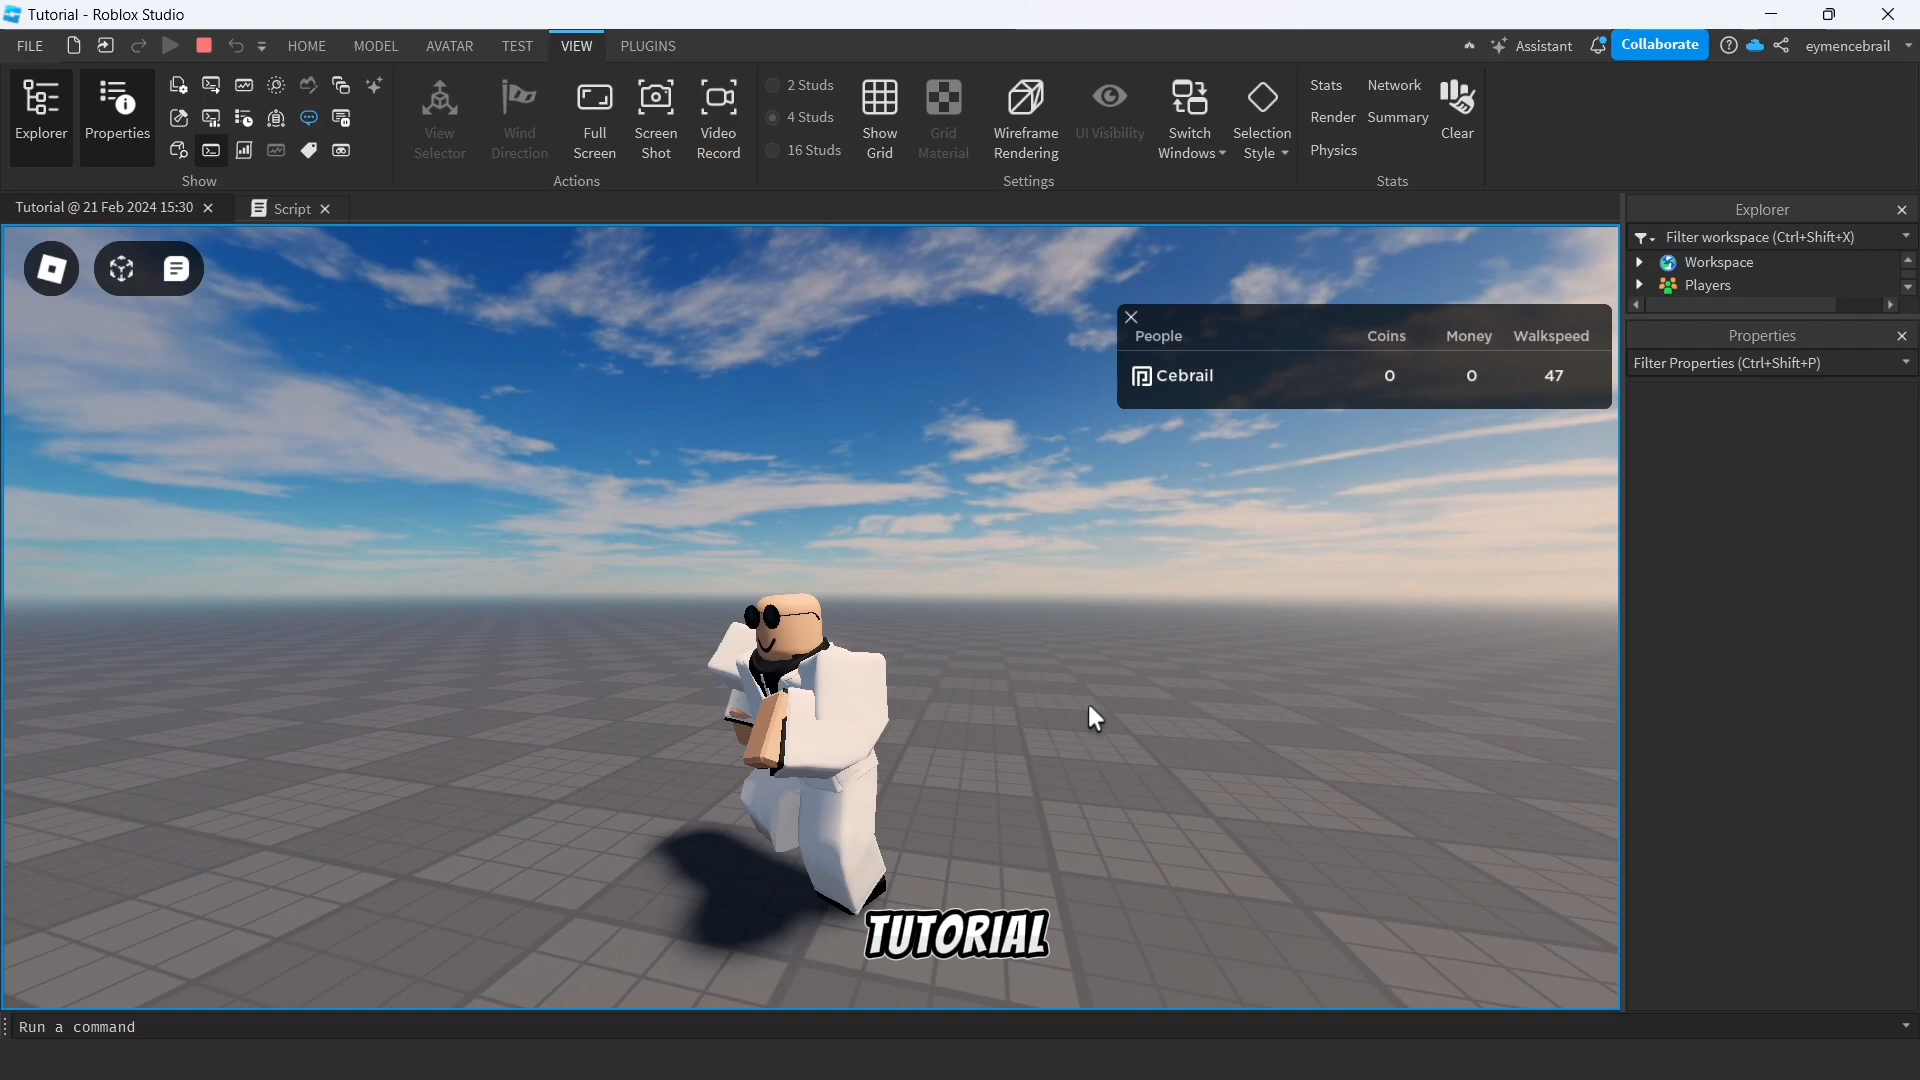 Tutorial - Roblox Studio
FILE HOME MODEL AVATAR TEST VIEW PLUGINS Assistant Collaborate eymencebrail
Explorer Properties
Show
View Selector
Wind Direction
Full Screen
Screen Shot
Video Record
Actions
2 Studs
4 Studs
16 Studs
Show Grid
Grid Material
Wireframe Rendering
UI Visibility
Switch Windows
Selection Style
Settings
Stats Network
Render Summary
Physics
Clear
Stats
Tutorial @ 21 Feb 2024 15:30 Script
Explorer
Filter workspace (Ctrl+Shift+X)
Workspace
Players
Properties
Filter Properties (Ctrl+Shift+P)
People Coins Money Walkspeed
Cebrail 0 0 47
TUTORIAL
Run a command